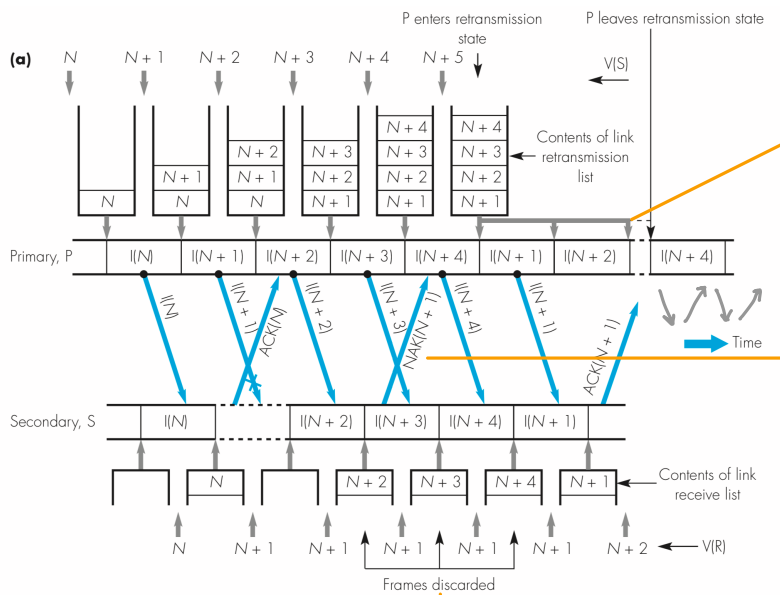 P enters retransmission state
P leaves retransmission state
(a)
N
N + 1
N + 2
N + 3
N + 4
N + 5
V(S)
N
N + 1
N
N + 2
N + 1
N
N + 3
N + 2
N + 1
N + 4
N + 3
N + 2
N + 1
N + 4
N + 3
N + 2
N + 1
Contents of link
retransmission
list
Primary, P
I(N)
I(N + 1)
I(N + 2)
I(N + 3)
I(N + 4)
I(N + 1)
I(N + 2)
I(N + 4)
I(N)
I(N + 1)
ACK(N)
I(N + 2)
I(N + 3)
NAK(N + 1)
I(N + 4)
I(N + 1)
ACK(N + 1)
Time
Secondary, S
I(N)
I(N + 2)
I(N + 3)
I(N + 4)
I(N + 1)
N
N + 2
N + 3
N + 4
N + 1
Contents of link
receive list
N
N + 1
N + 1
N + 1
N + 1
N + 1
N + 2
V(R)
Frames discarded